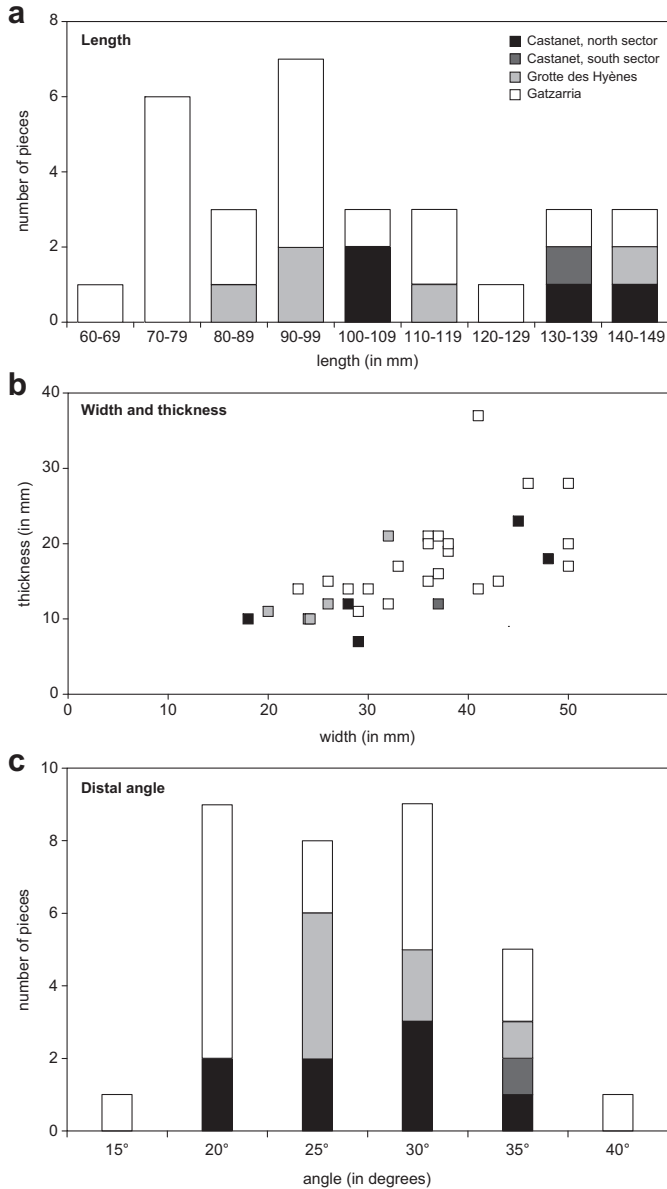 a
Length
Castanet, north sector
Castanet, south sector
Grotte des Hyènes
Gatzarria
number of pieces
8
6
4
2
0
60-69 70-79 80-89 90-99 100-109 110-119 120-129 130-139 140-149
length (in mm)
b
Width and thickness
thickness (in mm)
40
30
20
10
0
0 10 20 30 40 50
width (in mm)
c
Distal angle
number of pieces
10
8
6
4
2
0
15° 20° 25° 30° 35° 40°
angle (in degrees)